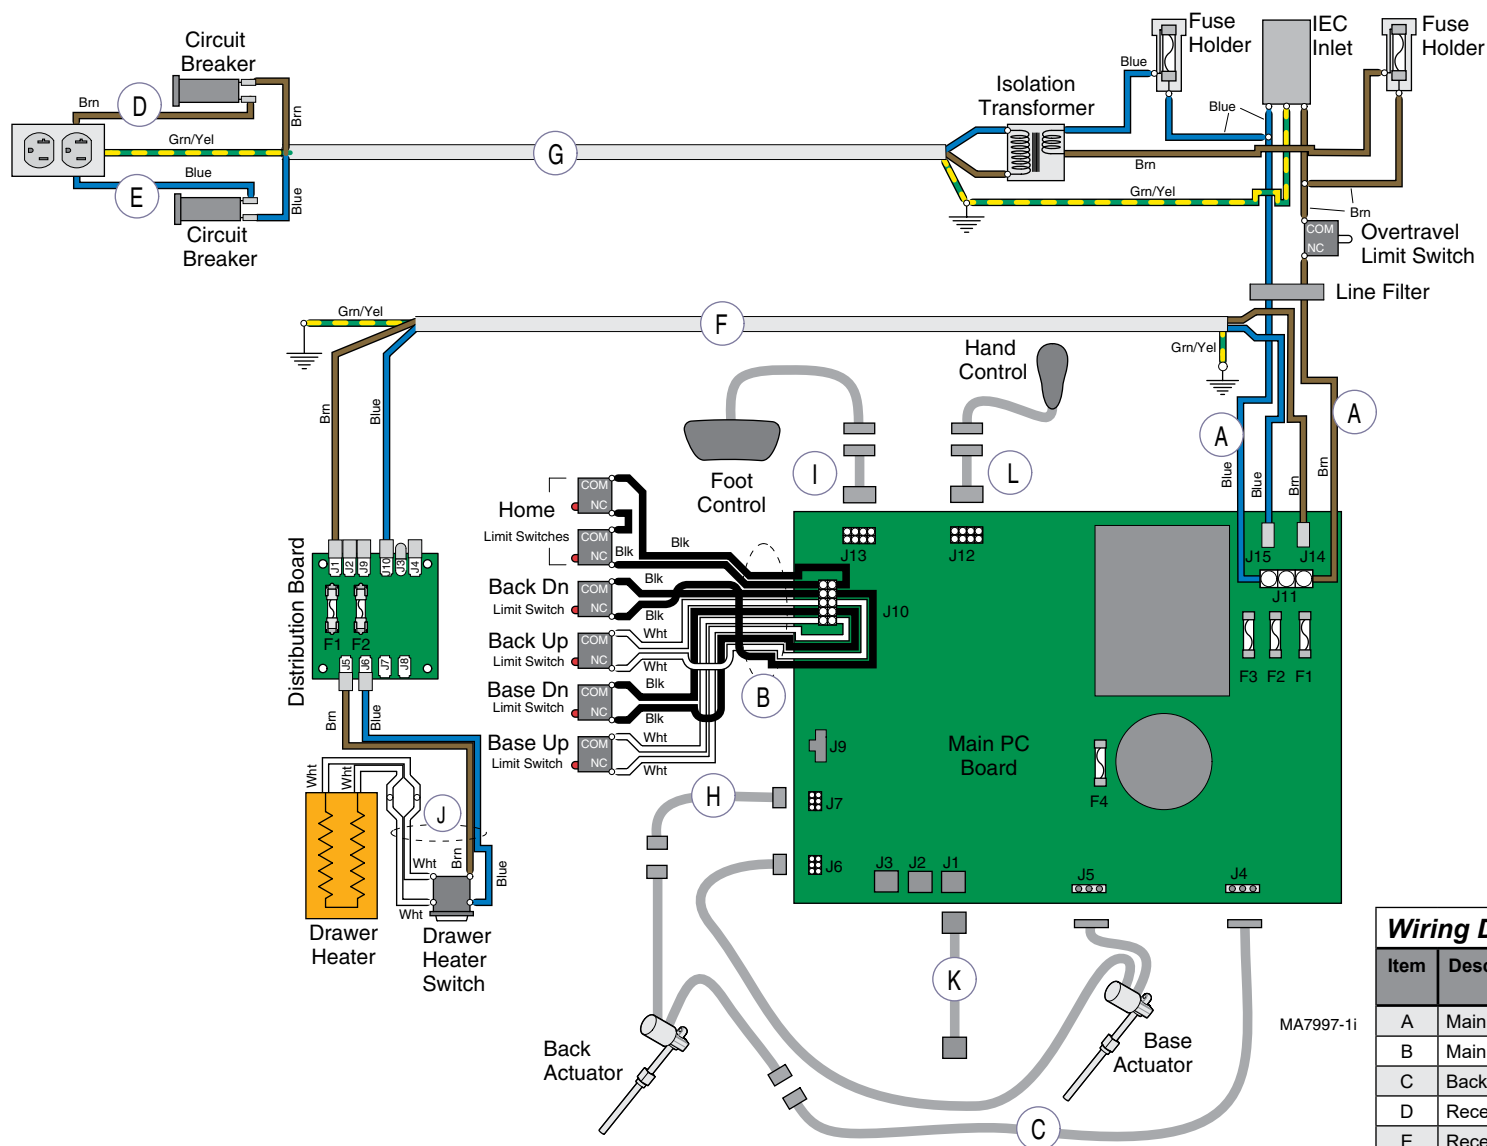 Circuit
Breaker
Brn
D
Brn
Grn/Yel
Blue
E
Blue
Circuit
Breaker
G
Isolation
Transformer
Blue
Fuse
Holder
IEC
Inlet
Fuse
Holder
Blue
Brn
Grn/Yel
Brn
COM
NC
Overtravel
Limit Switch
Line Filter
Grn/Yel
F
Grn/Yel
Hand
Control
Brn
Blue
A
A
Foot
Control
I
L
Blue
Blue
Brn
Brn
Home
Limit Switches
COM
NC
COM
NC
Blk
Blk
J13
J12
J15
J14
J11
Distribution Board
J1
J2
J9
J10
J3
J4
F1
F2
J5
J6
J7
J8
Back Dn
Limit Switch
COM
NC
Blk
Blk
J10
Back Up
Limit Switch
COM
NC
Wht
Wht
F3
F2
F1
Base Dn
Limit Switch
COM
NC
Blk
Blk
B
Base Up
Limit Switch
COM
NC
Wht
Wht
J9
Main PC
Board
F4
Brn
Blue
Wht
Wht
J
H
J7
J6
Wht
Brn
Blue
Wht
J3
J2
J1
J5
J4
Drawer
Heater
Drawer
Heater
Switch
K
Back
Actuator
Base
Actuator
C
MA7997-1i
Wiring D
Item
Desc
A
Main
B
Main
C
Back
D
Rece
E
Rece